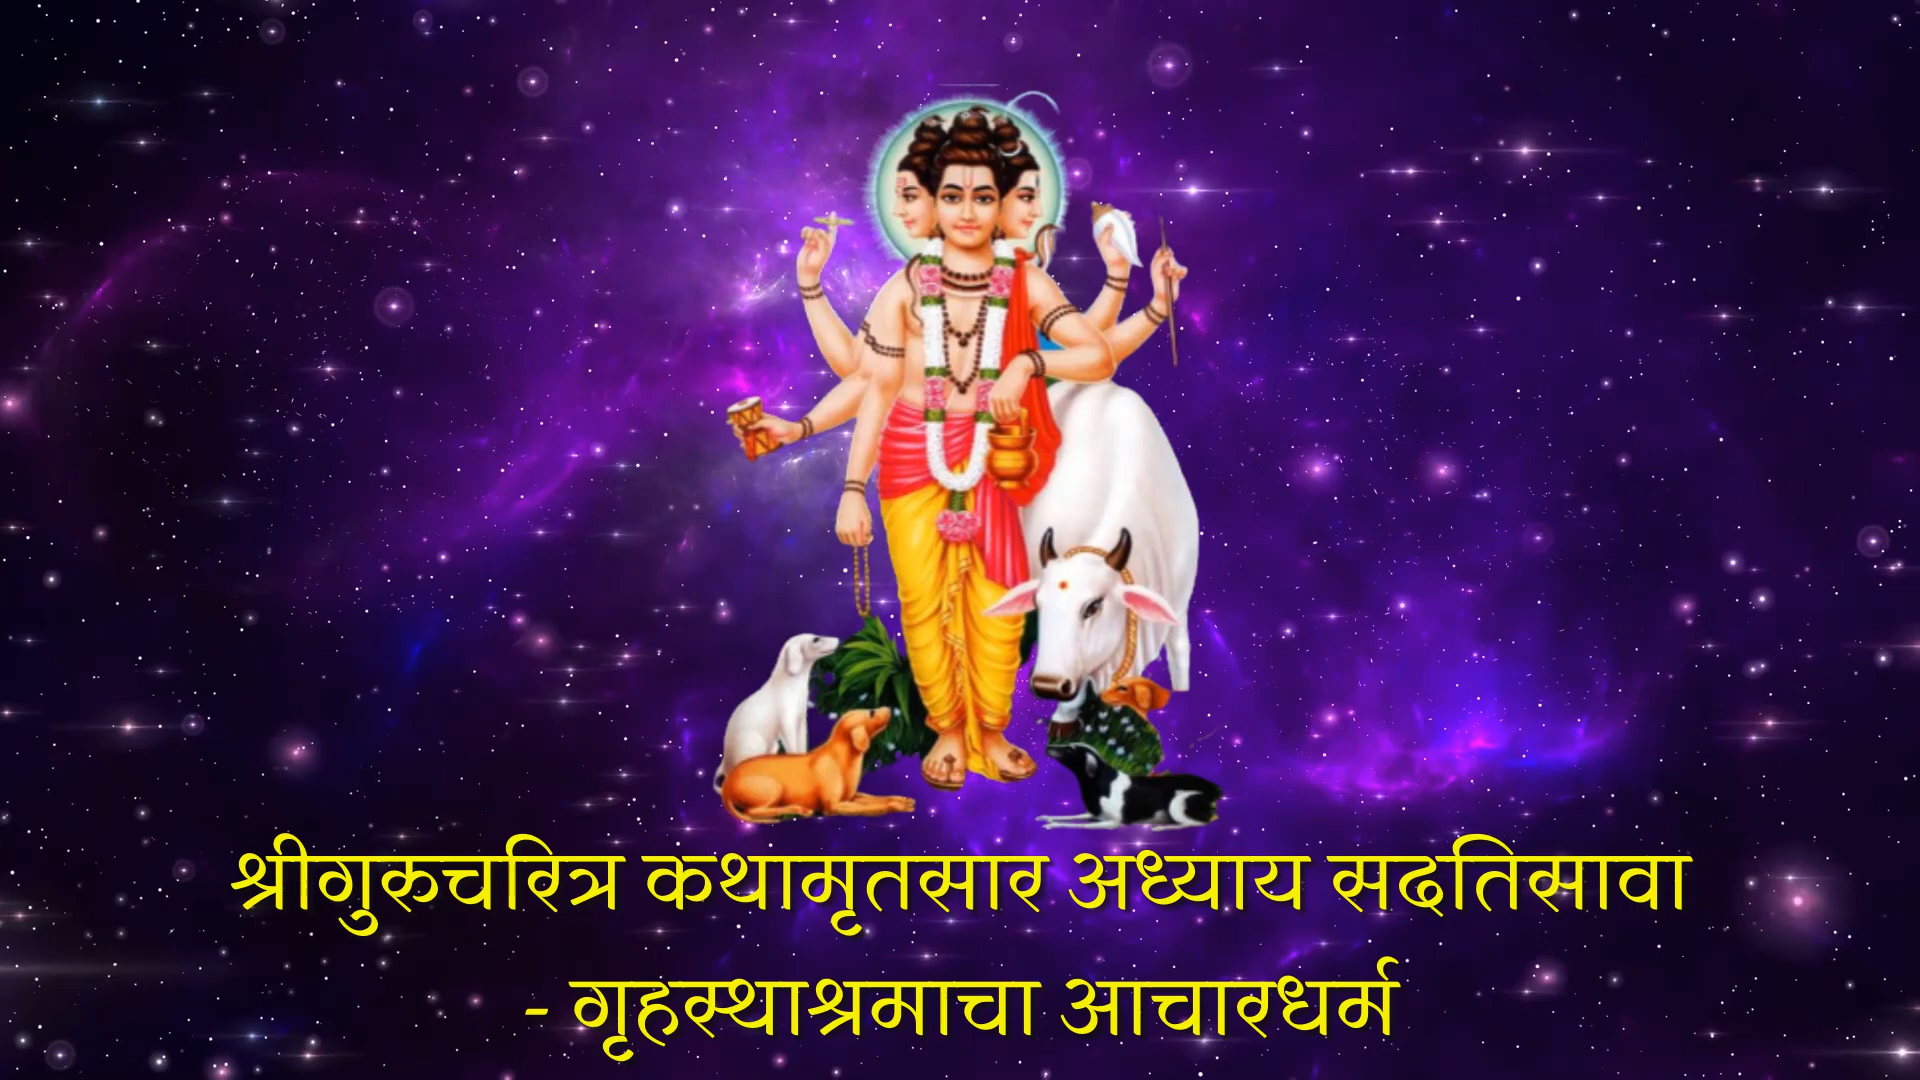 श्रीगुरुचरित्र कथामृतसार अध्याय सदतिसावा
- गृहस्थाश्रमाचा आचारधर्म